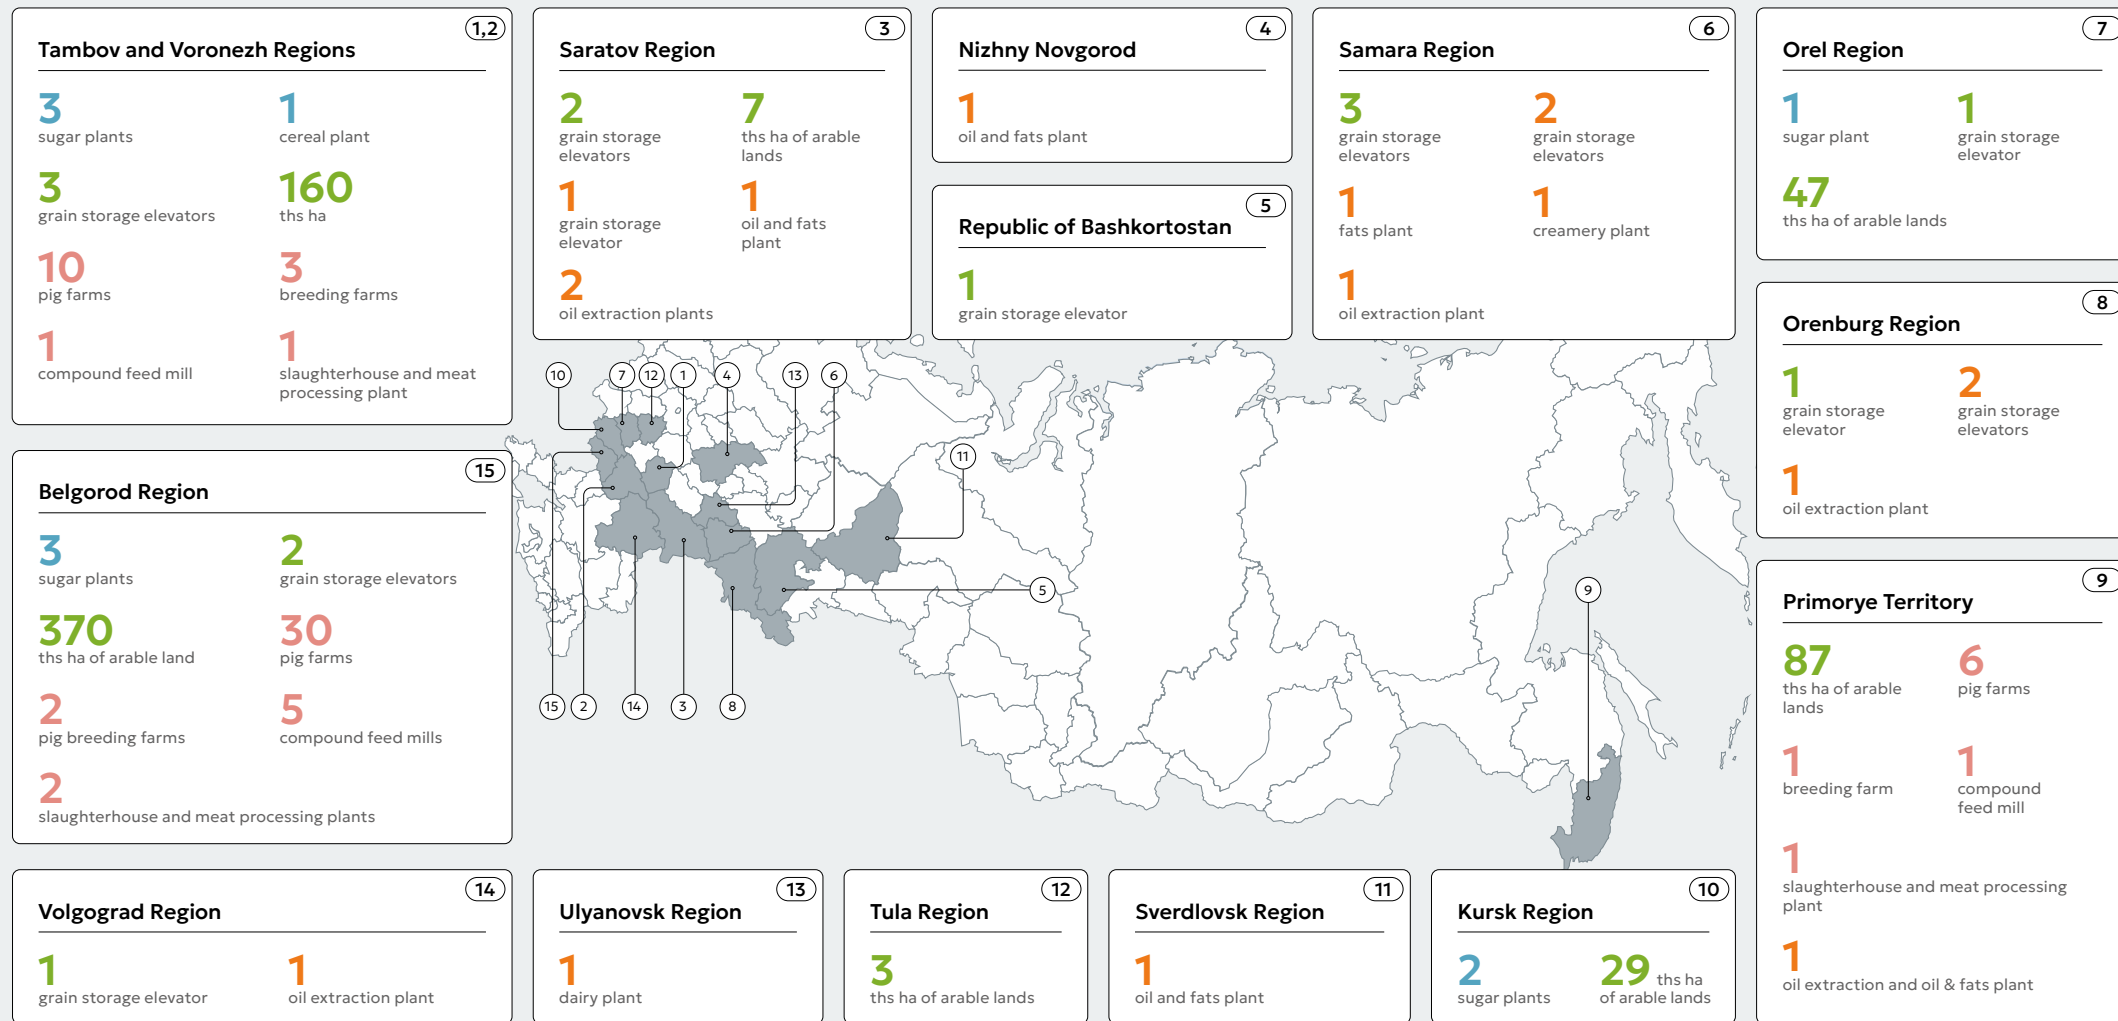 1,2
Tambov and Voronezh Regions
3
sugar plants
1
cereal plant
3
grain storage elevators
160
ths ha
10
pig farms
3
breeding farms
1
compound feed mill
1
slaughterhouse and meat
processing plant
3
Saratov Region
2
grain storage
elevators
7
ths ha of arable
lands
1
grain storage
elevator
1
oil and fats
plant
2
oil extraction plants
4
Nizhny Novgorod
1
oil and fats plant
5
Republic of Bashkortostan
1
grain storage elevator
6
Samara Region
3
grain storage
elevators
2
grain storage
elevators
1
fats plant
1
creamery plant
1
oil extraction plant
7
Orel Region
1
sugar plant
1
grain storage
elevator
47
ths ha of arable lands
8
Orenburg Region
1
grain storage
elevator
2
grain storage
elevators
1
oil extraction plant
9
Primorye Territory
87
ths ha of arable
lands
6
pig farms
1
breeding farm
1
compound
feed mill
1
slaughterhouse and meat processing
plant
1
oil extraction and oil & fats plant
10
7
12
1
4
13
6
11
5
9
15
2
14
3
8
15
Belgorod Region
3
sugar plants
2
grain storage elevators
370
ths ha of arable land
30
pig farms
2
pig breeding farms
5
compound feed mills
2
slaughterhouse and meat processing plants
14
Volgograd Region
1
grain storage elevator
1
oil extraction plant
13
Ulyanovsk Region
1
dairy plant
12
Tula Region
3
ths ha of arable lands
11
Sverdlovsk Region
1
oil and fats plant
10
Kursk Region
2
sugar plants
29 ths ha
of arable lands